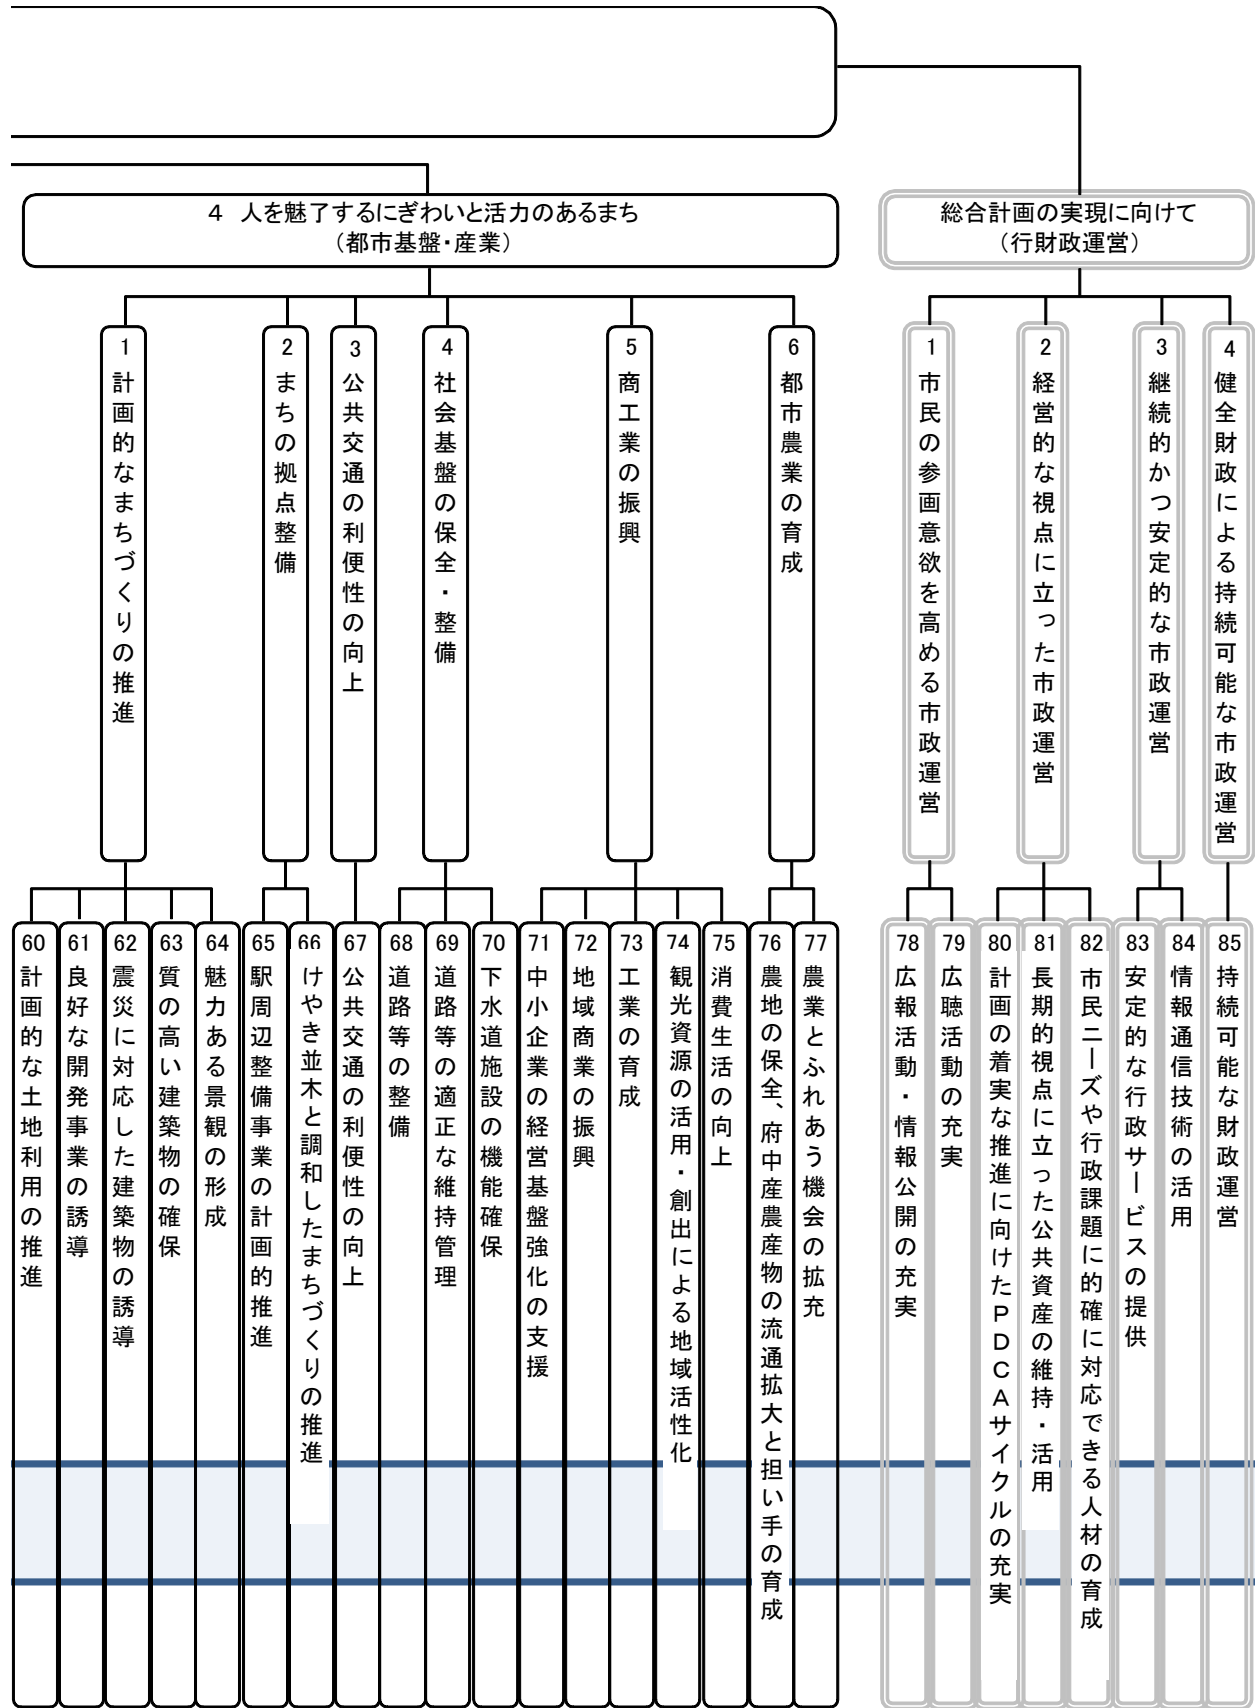 4 人を魅了するにぎわいと活力のあるまち
（都市基盤・産業）
総合計画の実現に向けて
（行財政運営）
1 計画的なまちづくりの推進
2 まちの拠点整備
3 公共交通の利便性の向上
4 社会基盤の保全・整備
5 商工業の振興
6 都市農業の育成
1 市民の参画意欲を高める市政運営
2 経営的な視点に立った市政運営
3 継続的かつ安定的な市政運営
4 健全財政による持続可能な市政運営
60 計画的な土地利用の推進
61 良好な開発事業の誘導
62 震災に対応した建築物の誘導
63 質の高い建築物の確保
64 魅力ある景観の形成
65 駅周辺整備事業の計画的推進
66 けやき並木と調和したまちづくりの推進
67 公共交通の利便性の向上
68 道路等の整備
69 道路等の適正な維持管理
70 下水道施設の機能確保
71 中小企業の経営基盤強化の支援
72 地域商業の振興
73 工業の育成
74 観光資源の活用・創出による地域活性化
75 消費生活の向上
76 農地の保全、府中産農産物の流通拡大と担い手の育成
77 農業とふれあう機会の拡充
78 広報活動・情報公開の充実
79 広聴活動の充実
80 計画の着実な推進に向けたPDCAサイクルの充実
81 長期的視点に立った公共資産の維持・活用
82 市民ニーズや行政課題に的確に対応できる人材の育成
83 安定的な行政サービスの提供
84 情報通信技術の活用
85 持続可能な財政運営